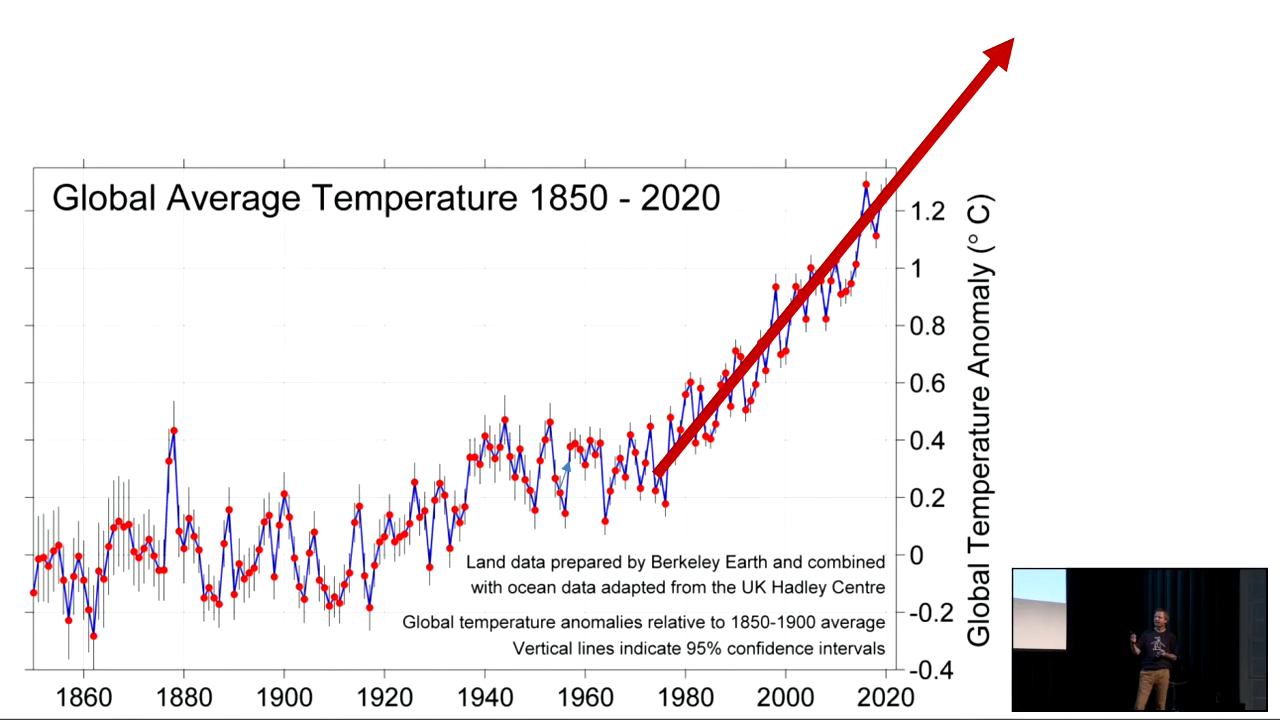 Global Average Temperature 1850 - 2020
1.2
1
0.8
0.6
0.4
0.2
0
-0.2
-0.4
Global Temperature Anomaly (° C)
Land data prepared by Berkeley Earth and combined
with ocean data adapted from the UK Hadley Centre
Global temperature anomalies relative to 1850-1900 average
Vertical lines indicate 95% confidence intervals
1860 1880 1900 1920 1940 1960 1980 2000 2020